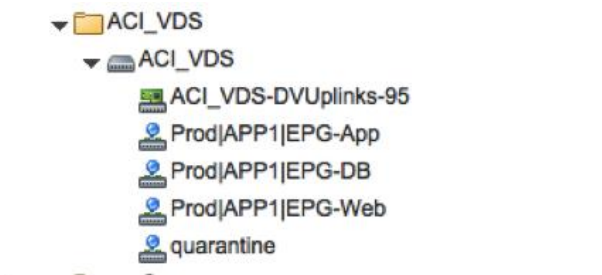 ACI_VDS
ACI_VDS
ACI_VDS-DVUplinks-95
Prod|APP1|EPG-App
Prod|APP1|EPG-DB
Prod|APP1|EPG-Web
quarantine